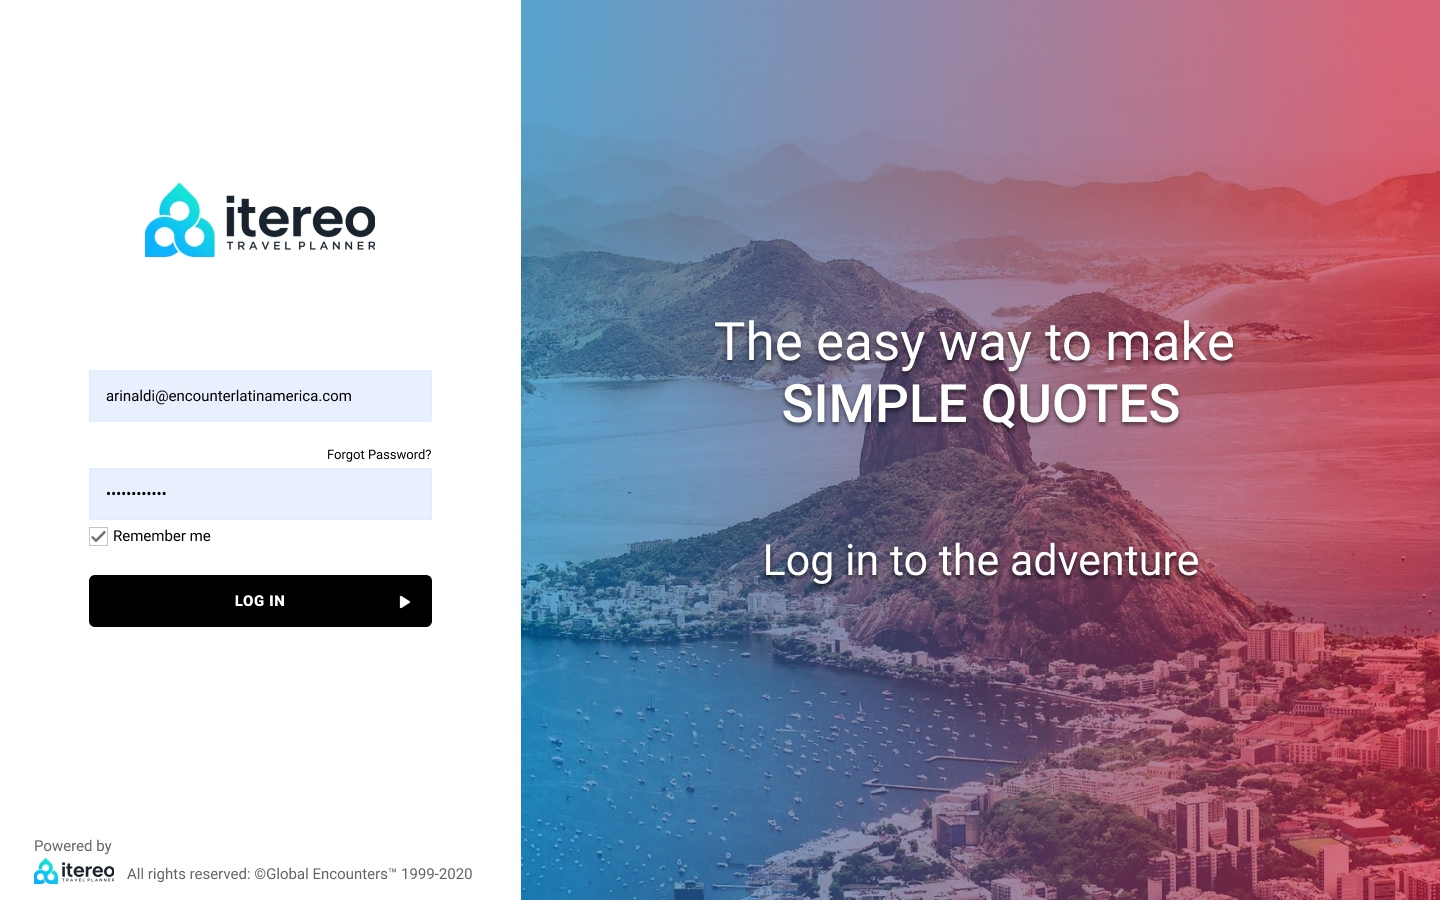 itereo
TRAVEL PLANNER
arinaldi@encounterlatinamerica.com
Forgot Password?
••••••••••••
Remember me
LOG IN
Powered by
itereo
TRAVEL PLANNER
All rights reserved: ©Global Encounters™ 1999-2020
The easy way to make
SIMPLE QUOTES
Log in to the adventure